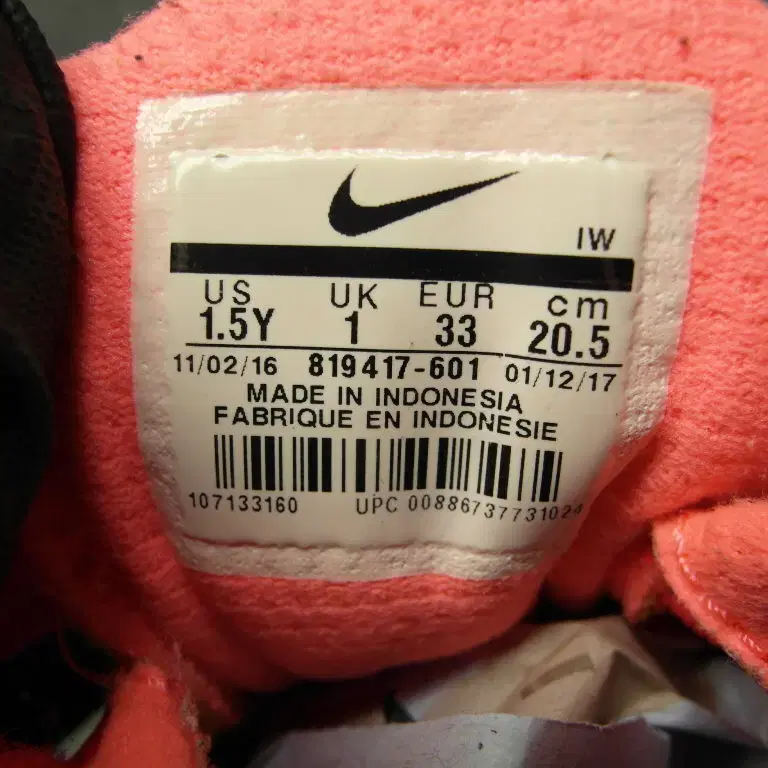 IW
US UK EUR cm
1.5Y 1 33 20.5
11/02/16 819417-601 01/12/17
MADE IN INDONESIA
FABRIQUE EN INDONESIE
107133160 UPC 00886737731024